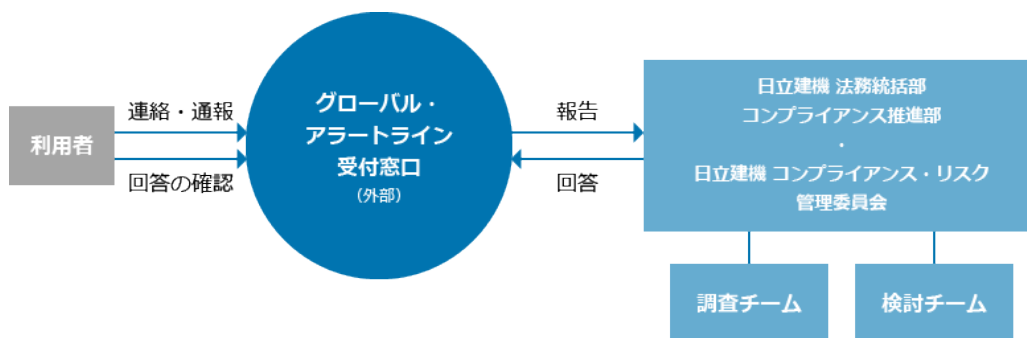 利用者
連絡・通報
回答の確認
グローバル・
アラートライン
受付窓口
（外部）
報告
回答
日立建機 法務統括部
コンプライアンス推進部
・
日立建機 コンプライアンス・リスク
管理委員会
調査チーム
検討チーム